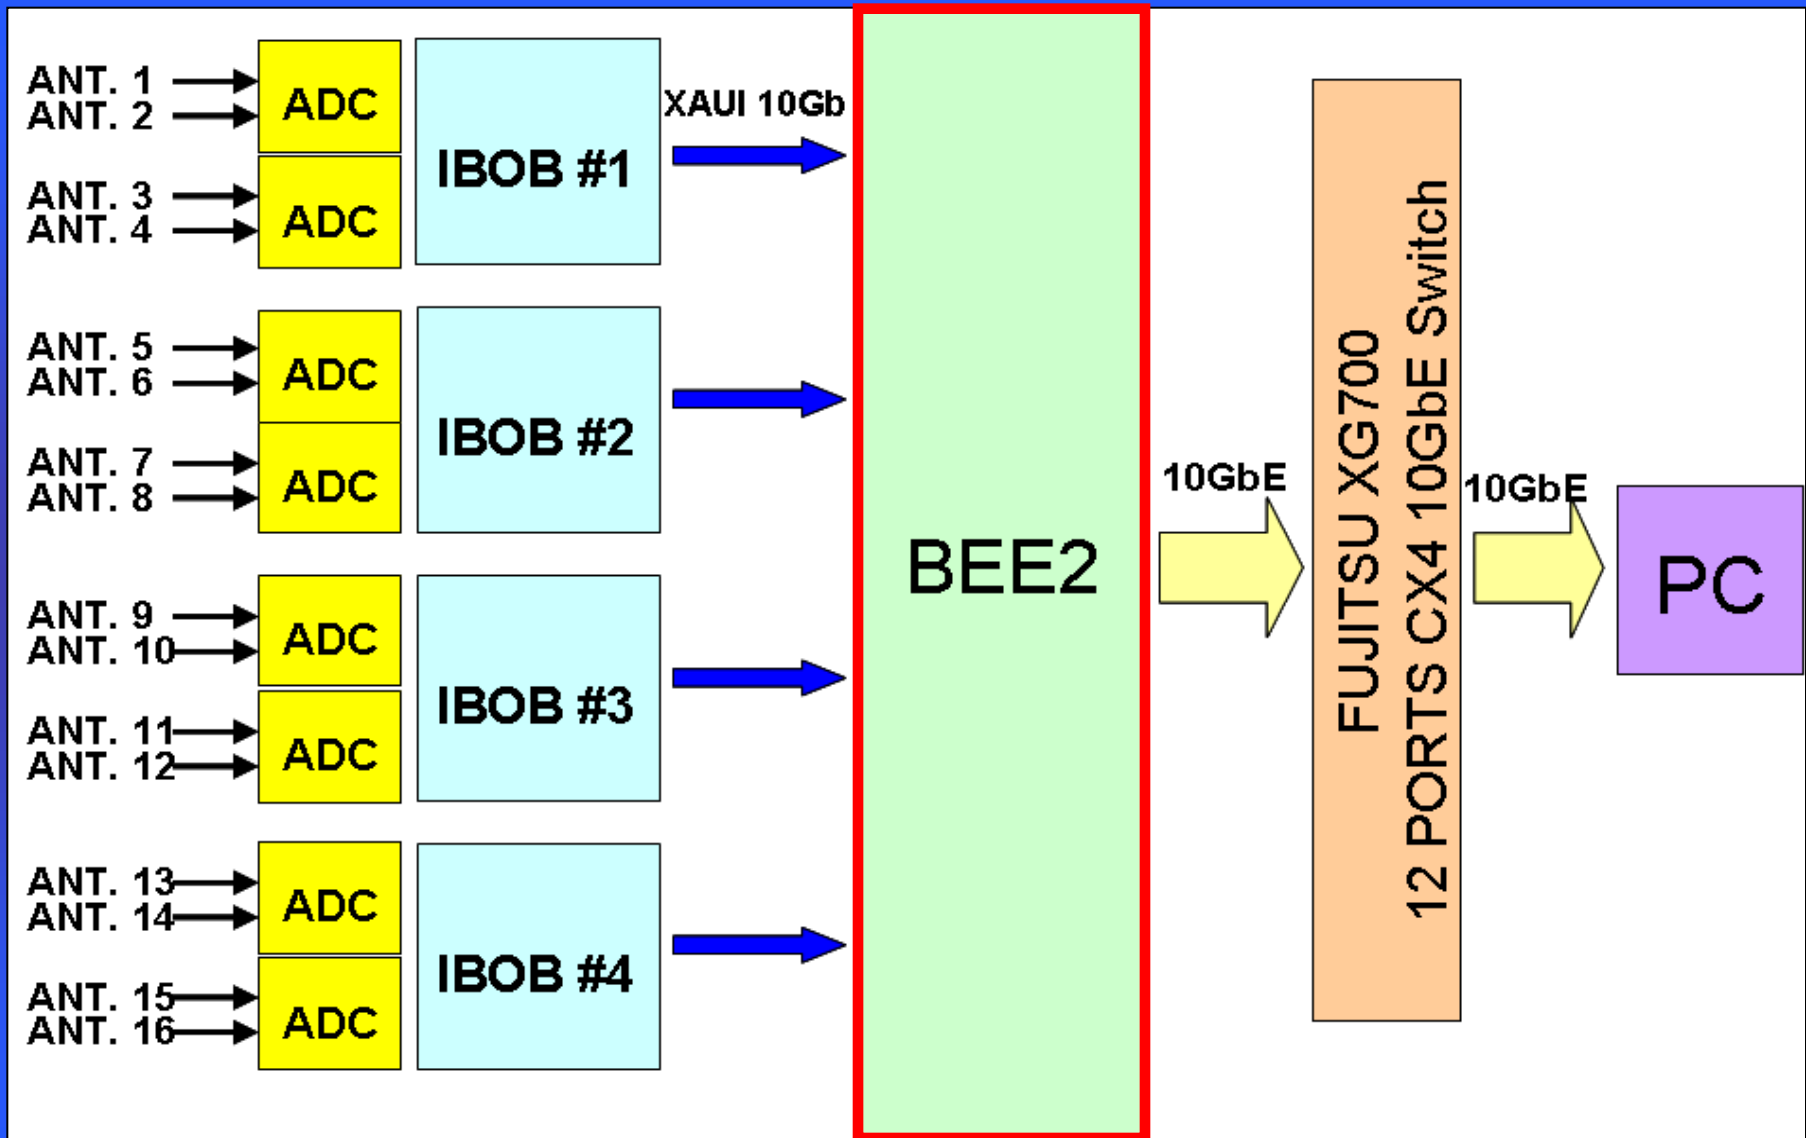 ANT. 1
ANT. 2
ADC
ANT. 3
ANT. 4
ADC
IBOB #1
XAUI 10Gb
ANT. 5
ANT. 6
ADC
ANT. 7
ANT. 8
ADC
IBOB #2
ANT. 9
ANT. 10
ADC
ANT. 11
ANT. 12
ADC
IBOB #3
ANT. 13
ANT. 14
ADC
ANT. 15
ANT. 16
ADC
IBOB #4
BEE2
10GbE
FUJITSU XG700
12 PORTS CX4 10GbE Switch
10GbE
PC